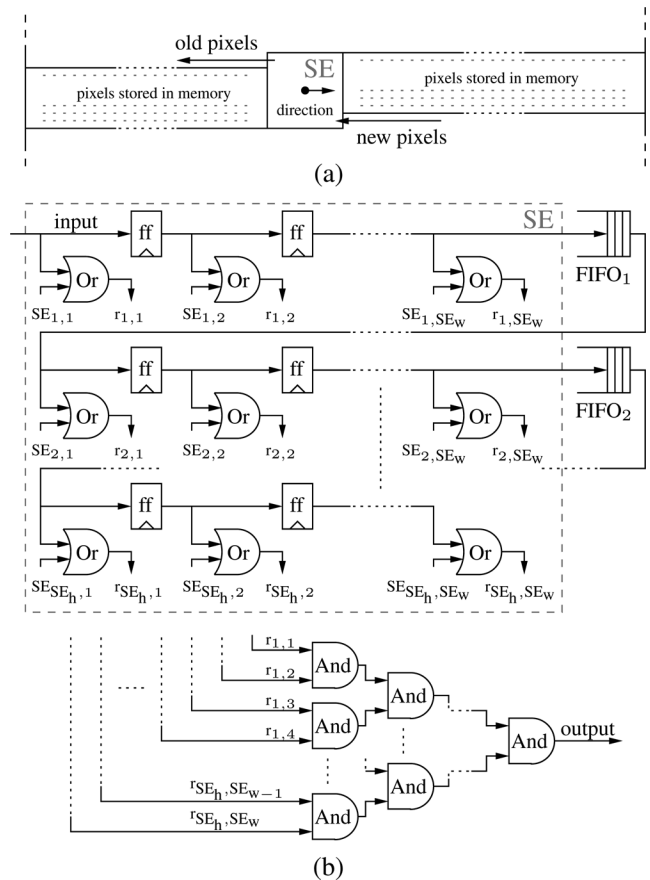 old pixels
SE
pixels stored in memory
pixels stored in memory
direction
new pixels
(a)
input ff ff SE
Or Or Or FIFO1
SE1,1 r1,1 SE1,2 r1,2 SE1,SEw r1,SEw
ff ff
Or Or Or FIFO2
SE2,1 r2,1 SE2,2 r2,2 SE2,SEw r2,SEw
ff ff
Or Or Or
SESEh,1 rSEh,1 SESEh,2 rSEh,2 SESEh,SEw rSEh,SEw
r1,1
And
r1,2
And
r1,3
And
r1,4
And output
And
rSEh,SEw−1
And
rSEh,SEw
(b)